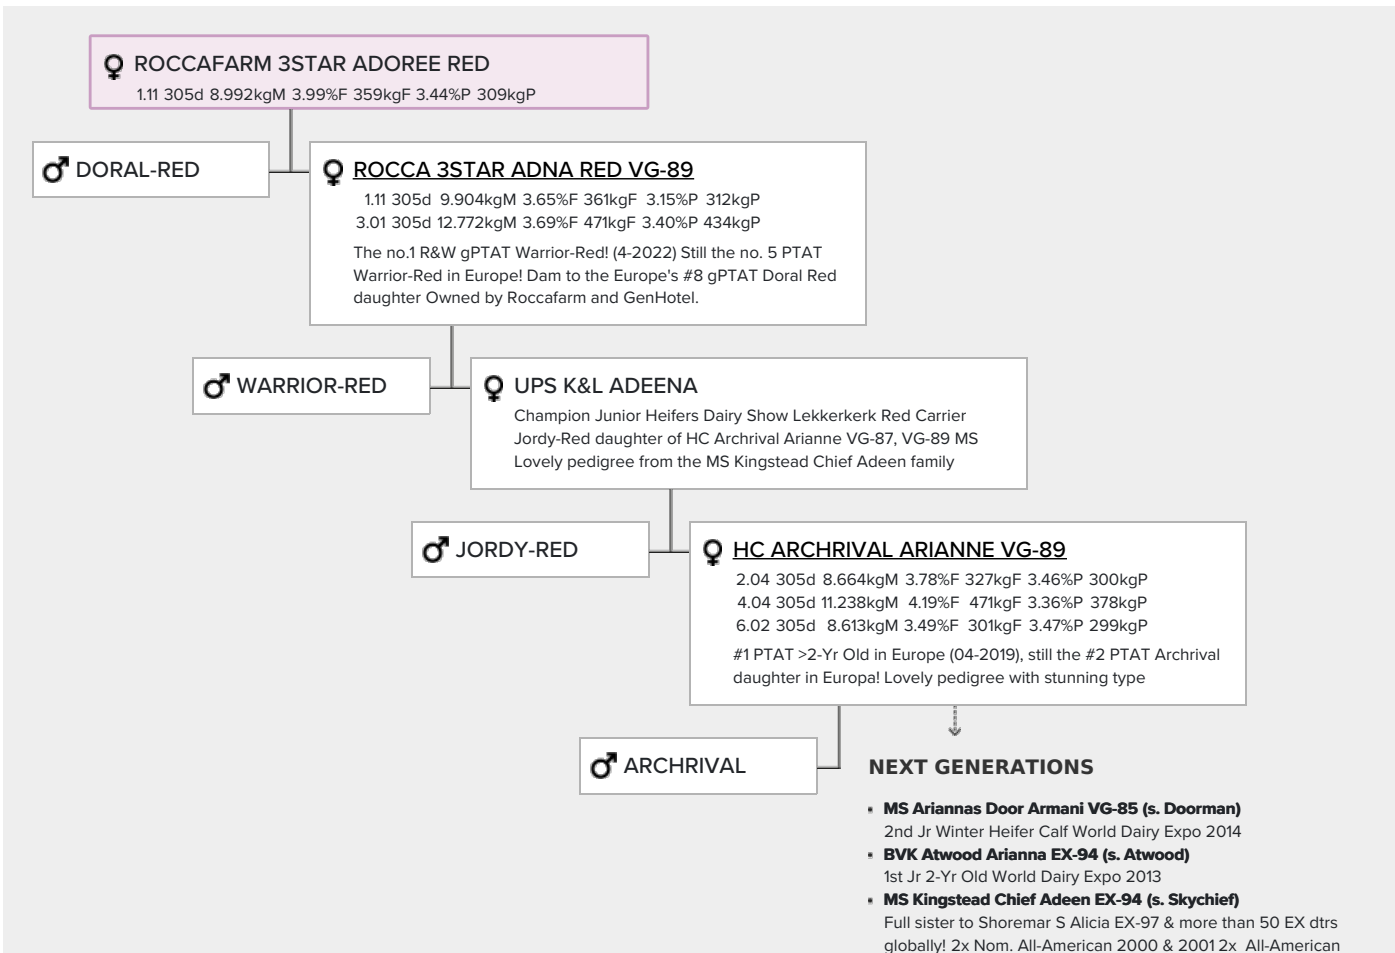 ROCCAFARM 3STAR ADOREE RED
1.11 305d 8.992kgM 3.99%F 359kgF 3.44%P 309kgP
DORAL-RED
ROCCA 3STAR ADNA RED VG-89
1.11 305d 9.904kgM 3.65%F 361kgF 3.15%P 312kgP
3.01 305d 12.772kgM 3.69%F 471kgF 3.40%P 434kgP
The no.1 R&W gPTAT Warrior-Red! (4-2022) Still the no. 5 PTAT
Warrior-Red in Europe! Dam to the Europe's #8 gPTAT Doral Red
daughter Owned by Roccafarm and GenHotel.
WARRIOR-RED
UPS K&L ADEENA
Champion Junior Heifers Dairy Show Lekkerkerk Red Carrier
Jordy-Red daughter of HC Archrival Arianne VG-87, VG-89 MS
Lovely pedigree from the MS Kingstead Chief Adeen family
JORDY-RED
HC ARCHRIVAL ARIANNE VG-89
2.04 305d 8.664kgM 3.78%F 327kgF 3.46%P 300kgP
4.04 305d 11.238kgM 4.19%F 471kgF 3.36%P 378kgP
6.02 305d 8.613kgM 3.49%F 301kgF 3.47%P 299kgP
#1 PTAT >2-Yr Old in Europe (04-2019), still the #2 PTAT Archrival
daughter in Europa! Lovely pedigree with stunning type
ARCHRIVAL
NEXT GENERATIONS
MS Ariannas Door Armani VG-85 (s. Doorman)
2nd Jr Winter Heifer Calf World Dairy Expo 2014
BVK Atwood Arianna EX-94 (s. Atwood)
1st Jr 2-Yr Old World Dairy Expo 2013
MS Kingstead Chief Adeen EX-94 (s. Skychief)
Full sister to Shoremar S Alicia EX-97 & more than 50 EX dtrs
globally! 2x Nom. All-American 2000 & 2001 2x All-American